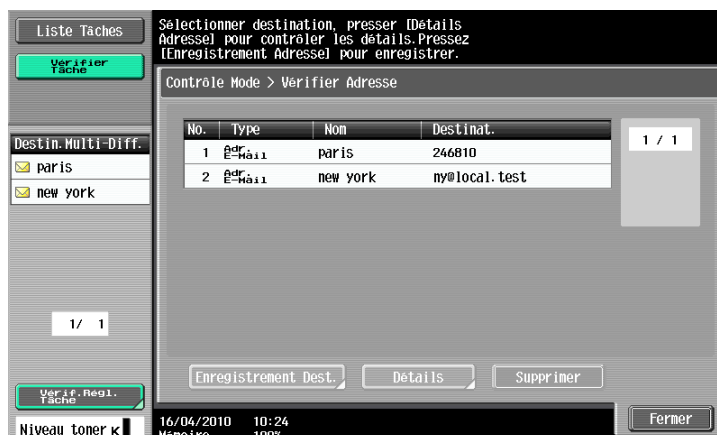 Liste Tâches
Vérifier
Tâche
Destin.Multi-Diff.
paris
new york
1/ 1
Vérif.Régl.
Tâche
Niveau toner K
Sélectionner destination, presser [Détails
Adresse] pour contrôler les détails.Pressez
[Enregistrement Adresse] pour enregistrer.
Contrôle Mode > Vérifier Adresse
No. Type Nom Destinat.
1 Adr. E-Mail paris 246810
2 Adr. E-Mail new york ny@local.test
1 / 1
Enregistrement Dest. Détails Supprimer
16/04/2010 10:24
Mémoire 100%
Fermer